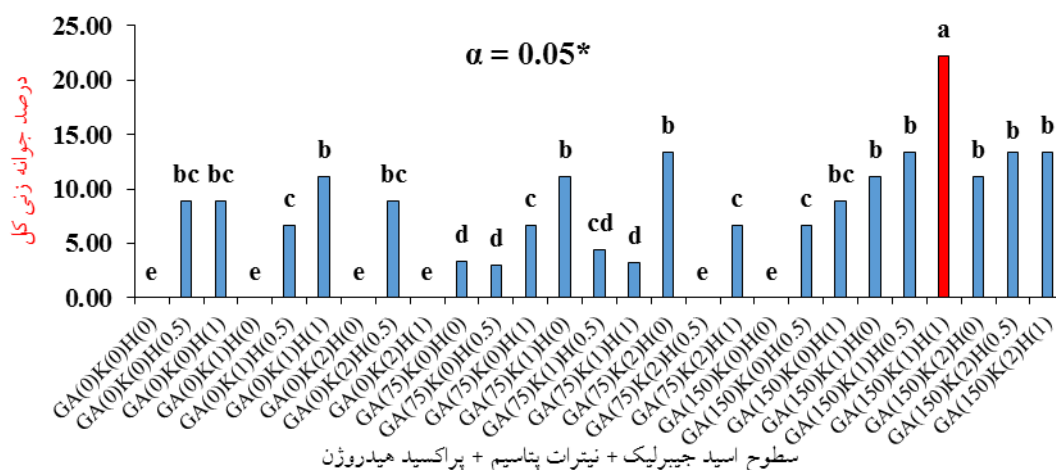 درصد جوانه زنی کل
25.00
20.00
15.00
10.00
5.00
0.00
α = 0.05*
e
bc
bc
e
c
b
e
bc
e
d
d
c
b
cd
d
b
e
c
e
c
bc
b
b
a
b
b
b
GA(0)K(0)H(0)
GA(0)K(0)H(0.5)
GA(0)K(0)H(1)
GA(0)K(1)H(0)
GA(0)K(1)H(0.5)
GA(0)K(1)H(1)
GA(0)K(2)H(0)
GA(0)K(2)H(0.5)
GA(0)K(2)H(1)
GA(75)K(0)H(0)
GA(75)K(0)H(0.5)
GA(75)K(0)H(1)
GA(75)K(1)H(0)
GA(75)K(1)H(0.5)
GA(75)K(1)H(1)
GA(75)K(2)H(0)
GA(75)K(2)H(0.5)
GA(75)K(2)H(1)
GA(150)K(0)H(0)
GA(150)K(0)H(0.5)
GA(150)K(0)H(1)
GA(150)K(1)H(0)
GA(150)K(1)H(0.5)
GA(150)K(1)H(1)
GA(150)K(2)H(0)
GA(150)K(2)H(0.5)
GA(150)K(2)H(1)
سطوح اسید جیبرلیک + نیترات پتاسیم + پراکسید هیدروژن